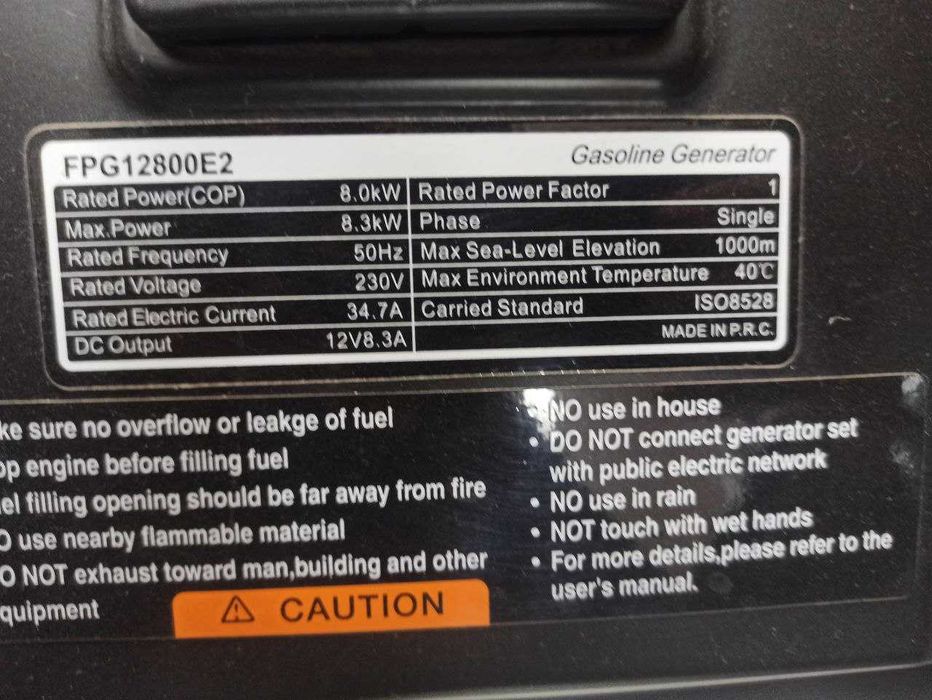 FPG12800E2 Gasoline Generator
Rated Power(COP) 8.0kW Rated Power Factor 1
Max.Power 8.3kW Phase Single
Rated Frequency 50Hz Max Sea-Level Elevation 1000m
Rated Voltage 230V Max Environment Temperature 40℃
Rated Electric Current 34.7A Carried Standard ISO8528
DC Output 12V8.3A MADE IN P.R.C.
ke sure no overflow or leakge of fuel
op engine before filling fuel
el filling opening should be far away from fire
O use nearby flammable material
O NOT exhaust toward man,building and other
quipment
• NO use in house
• DO NOT connect generator set
with public electric network
• NO use in rain
• NOT touch with wet hands
• For more details,please refer to the
user's manual.
⚠ CAUTION